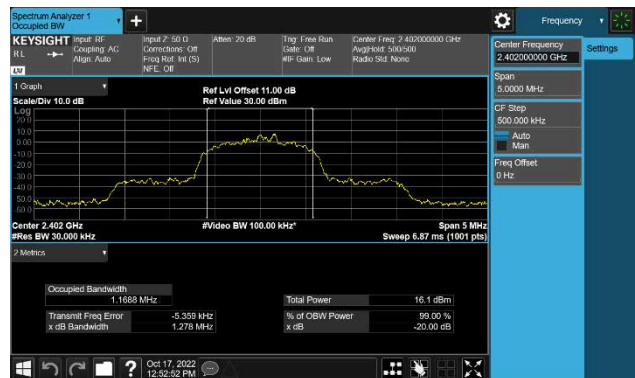 Spectrum Analyzer 1
Occupied BW
+
Frequency
KEYSIGHT
RL
Input: RF
Coupling: AC
Align: Auto
Input Z: 50 Ω
Corrections: Off
Freq Ref: Int (S)
NFE: Off
Atten: 20 dB
Trig: Free Run
Gate: Off
#IF Gain: Low
Center Freq: 2.402000000 GHz
Avg|Hold: 500/500
Radio Std: None
Center Frequency
2.402000000 GHz
Settings
Span
5.0000 MHz
CF Step
500.000 kHz
Auto
Man
Freq Offset
0 Hz
1 Graph
Scale/Div 10.0 dB
Ref Lvl Offset 11.00 dB
Ref Value 30.00 dBm
Log
20.0
10.0
0.00
-10.0
-20.0
-30.0
-40.0
-50.0
-60.0
Center 2.402 GHz
#Res BW 30.000 kHz
#Video BW 100.00 kHz*
Span 5 MHz
Sweep 6.87 ms (1001 pts)
2 Metrics
Occupied Bandwidth
1.1688 MHz
Total Power 16.1 dBm
Transmit Freq Error -5.359 kHz
% of OBW Power 99.00 %
x dB Bandwidth 1.278 MHz
x dB -20.00 dB
?
Oct 17, 2022
12:52:52 PM